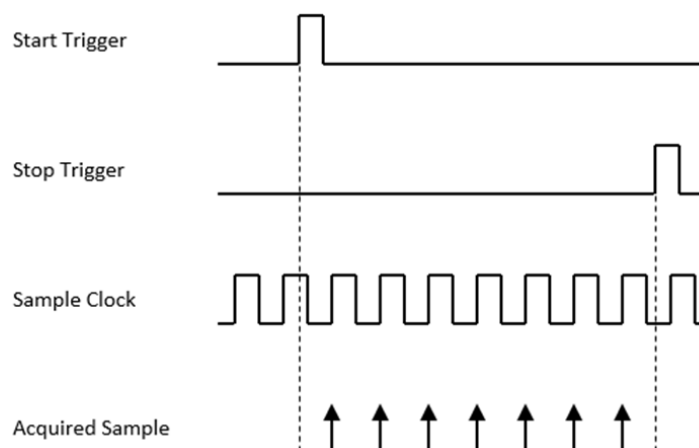 Start Trigger
Stop Trigger
Sample Clock
Acquired Sample